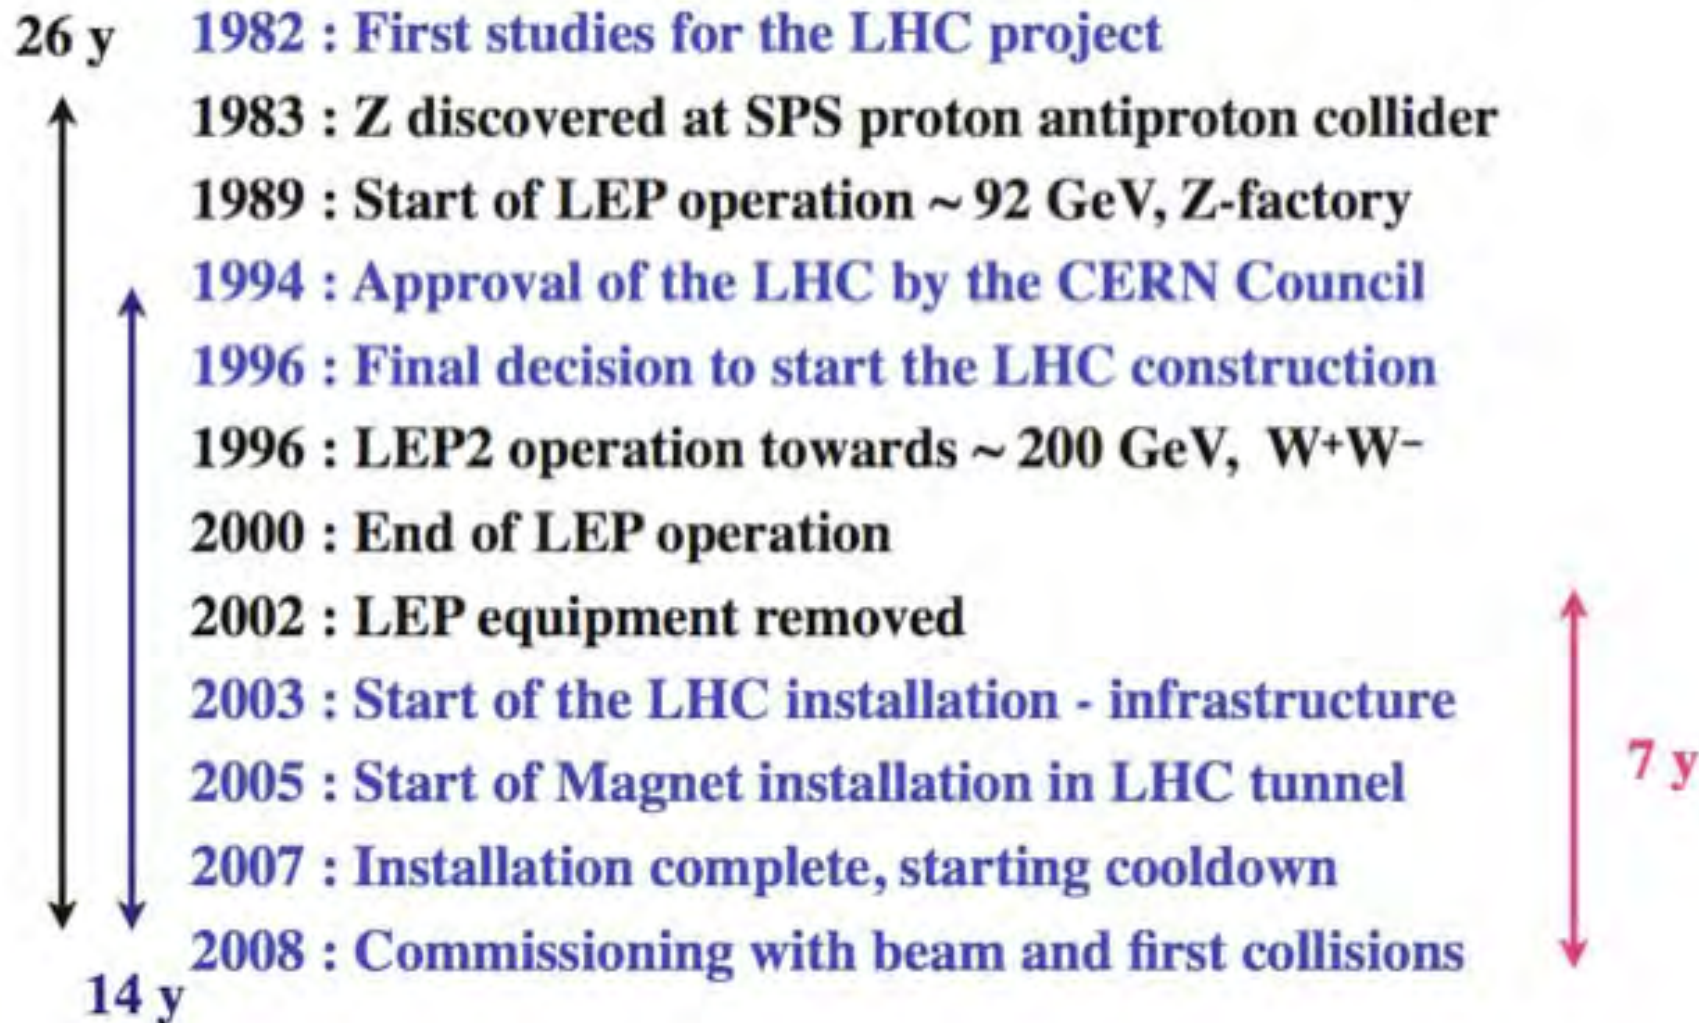 26 y 1982 : First studies for the LHC project
1983 : Z discovered at SPS proton antiproton collider
1989 : Start of LEP operation ~ 92 GeV, Z-factory
1994 : Approval of the LHC by the CERN Council
1996 : Final decision to start the LHC construction
1996 : LEP2 operation towards ~ 200 GeV, W⁺W⁻
2000 : End of LEP operation
2002 : LEP equipment removed
2003 : Start of the LHC installation - infrastructure
2005 : Start of Magnet installation in LHC tunnel
7 y
2007 : Installation complete, starting cooldown
2008 : Commissioning with beam and first collisions
14 y